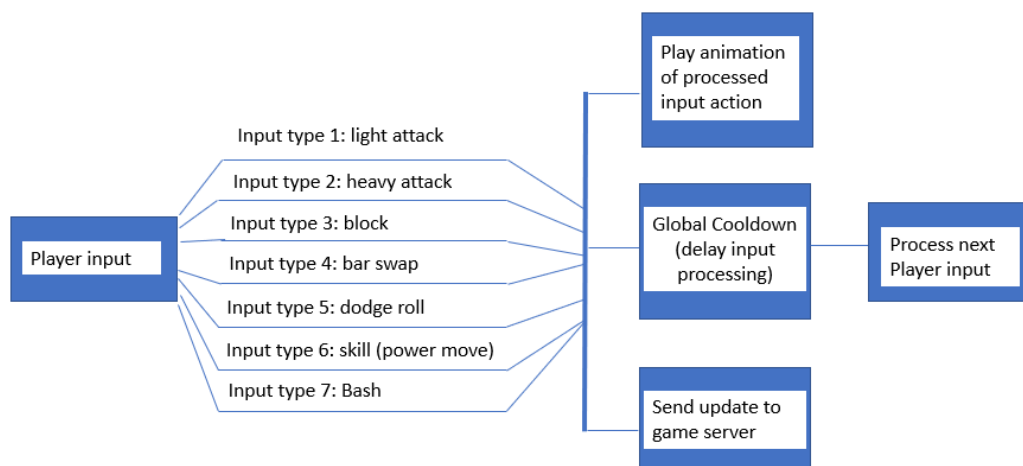 Player input
Input type 1: light attack
Input type 2: heavy attack
Input type 3: block
Input type 4: bar swap
Input type 5: dodge roll
Input type 6: skill (power move)
Input type 7: Bash
Play animation
of processed
input action
Global Cooldown
(delay input
processing)
Send update to
game server
Process next
Player input